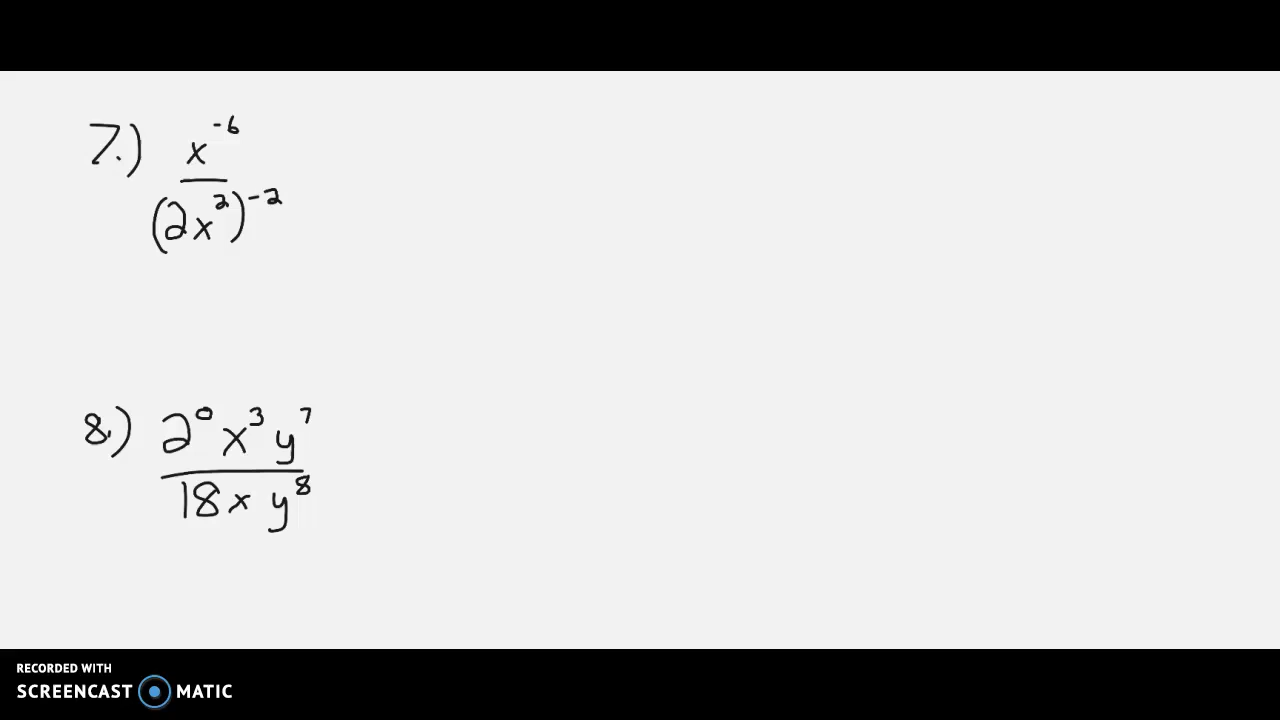 7.) x^-6
(2x^2)^-2
8.) 2^0 x^3 y^7
18x y^8
RECORDED WITH
SCREENCAST MATIC